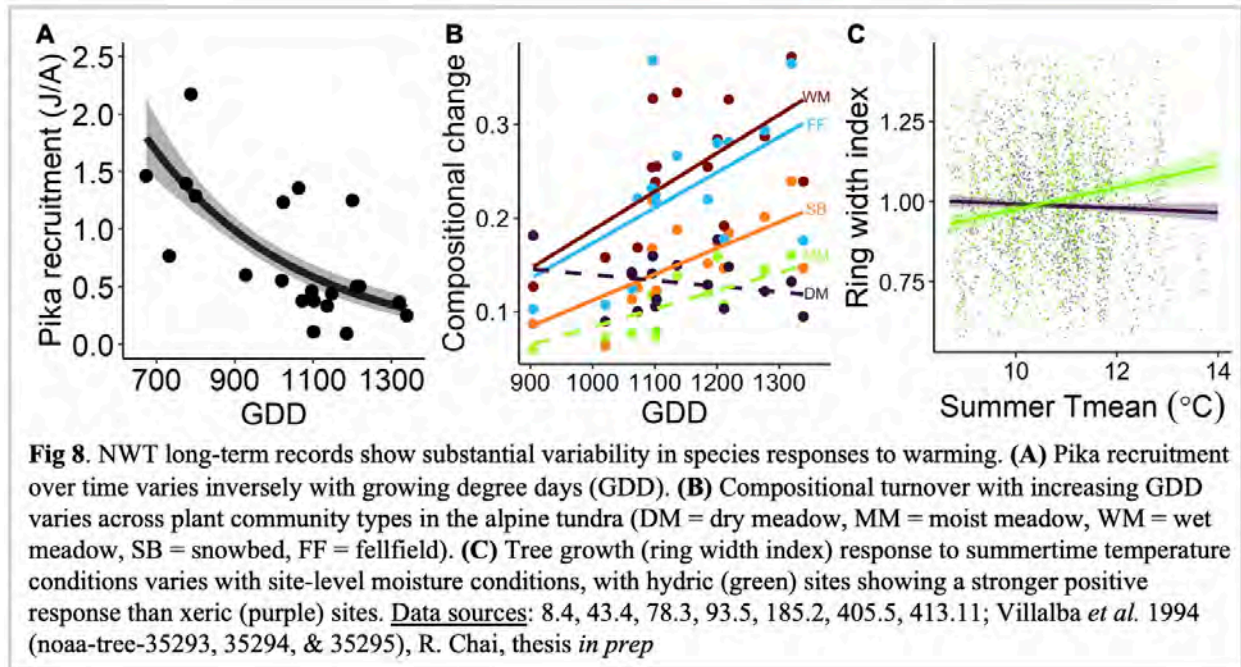 A
B
C
2.5
2.0
1.5
1.0
0.5
0.0
Pika recruitment (J/A)
700 900 1100 1300
GDD
0.3
0.2
0.1
Compositional change
WM
FF
SB
MM
DM
900 1000 1100 1200 1300
GDD
1.25
1.00
0.75
Ring width index
10 12 14
Summer Tmean (°C)
Fig 8. NWT long-term records show substantial variability in species responses to warming. (A) Pika recruitment
over time varies inversely with growing degree days (GDD). (B) Compositional turnover with increasing GDD
varies across plant community types in the alpine tundra (DM = dry meadow, MM = moist meadow, WM = wet
meadow, SB = snowbed, FF = fellfield). (C) Tree growth (ring width index) response to summertime temperature
conditions varies with site-level moisture conditions, with hydric (green) sites showing a stronger positive
response than xeric (purple) sites. Data sources: 8.4, 43.4, 78.3, 93.5, 185.2, 405.5, 413.11; Villalba et al. 1994
(noaa-tree-35293, 35294, & 35295), R. Chai, thesis in prep